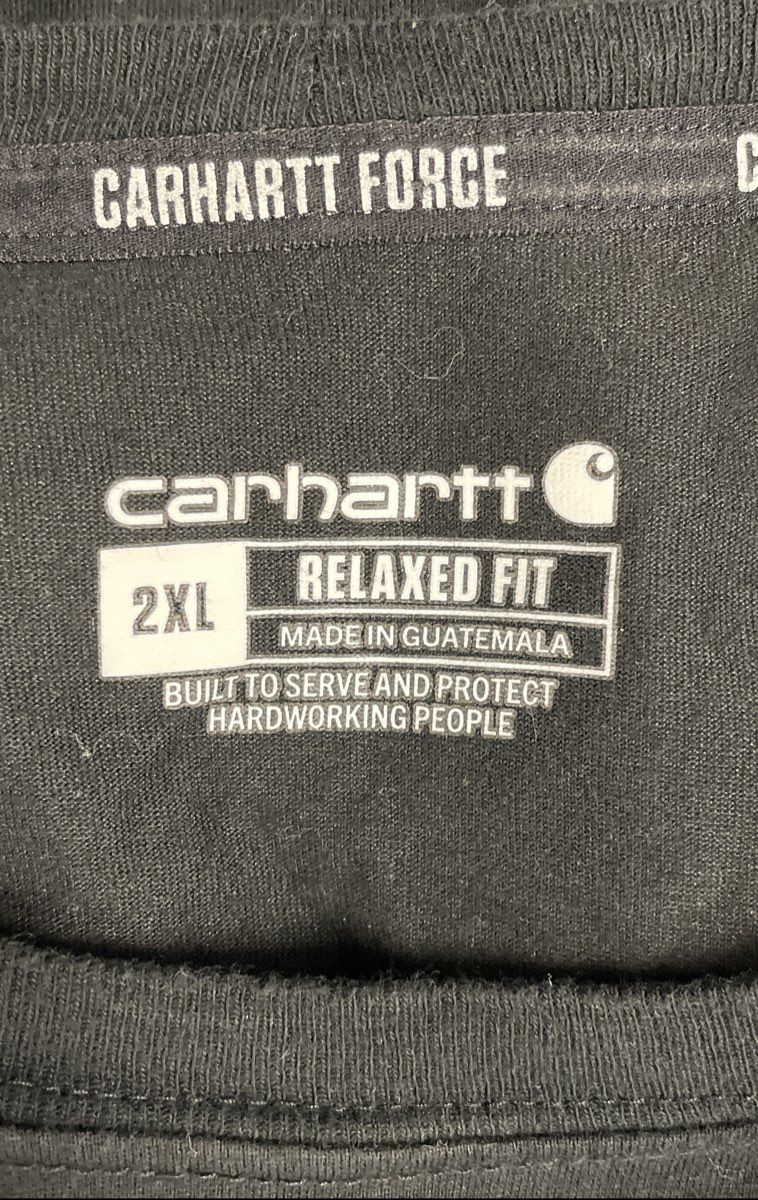 CARHARTT FORCE
carhartt
2XL
RELAXED FIT
MADE IN GUATEMALA
BUILT TO SERVE AND PROTECT
HARDWORKING PEOPLE